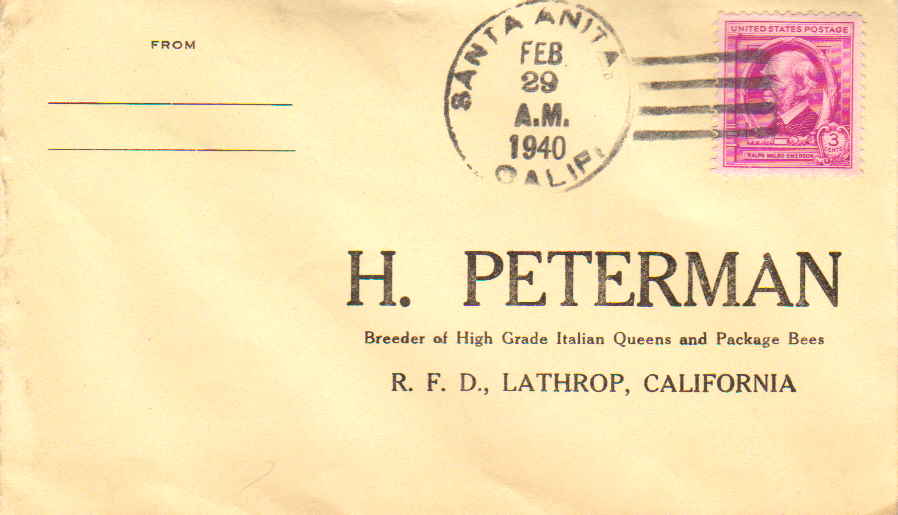 FROM
SANTA ANITA
FEB
29
A.M.
1940
CALIF.
UNITED STATES POSTAGE
3
CENTS
RALPH WALDO EMERSON
H. PETERMAN
Breeder of High Grade Italian Queens and Package Bees
R. F. D., LATHROP, CALIFORNIA